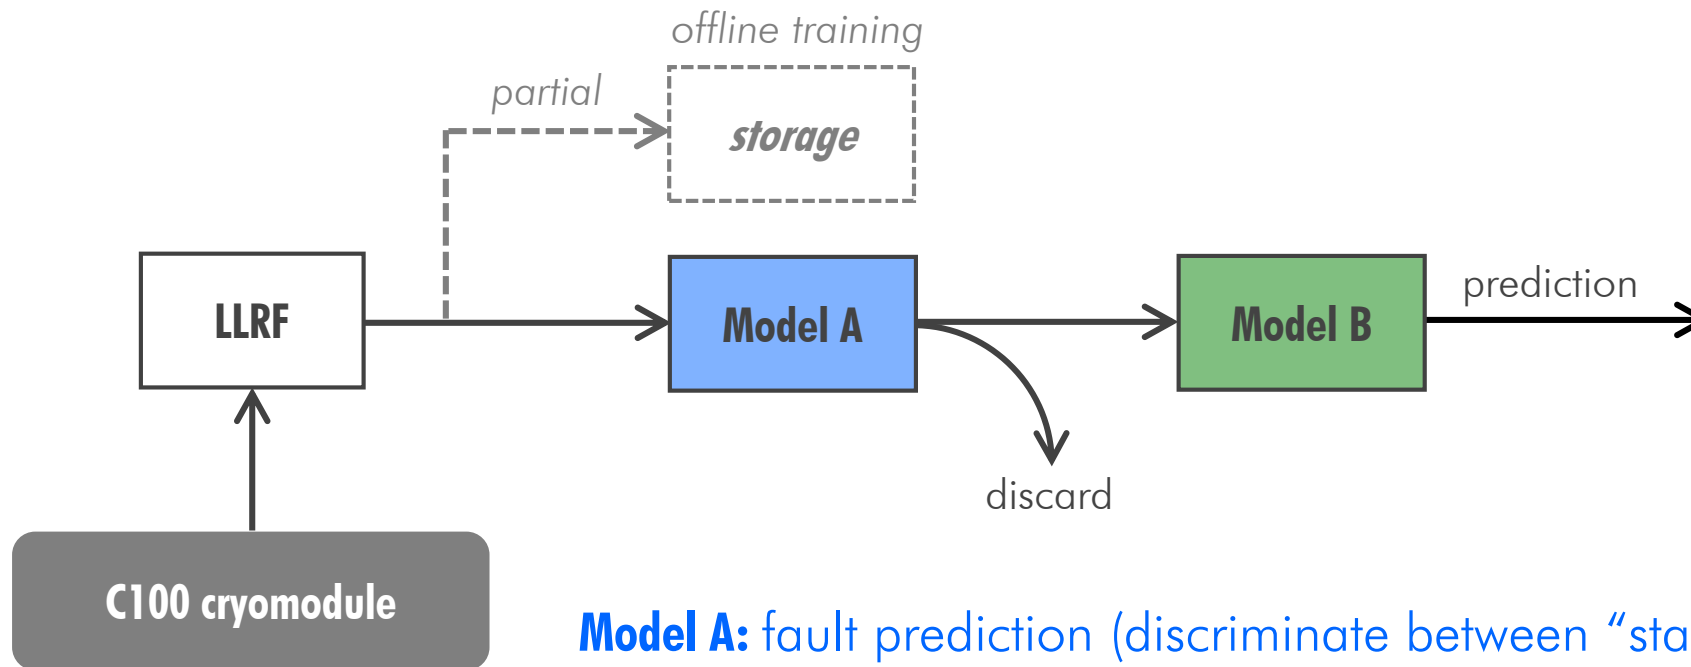 offline training
partial
storage
LLRF
Model A
Model B
prediction
discard
C100 cryomodule
Model A: fault prediction (discriminate between “sta